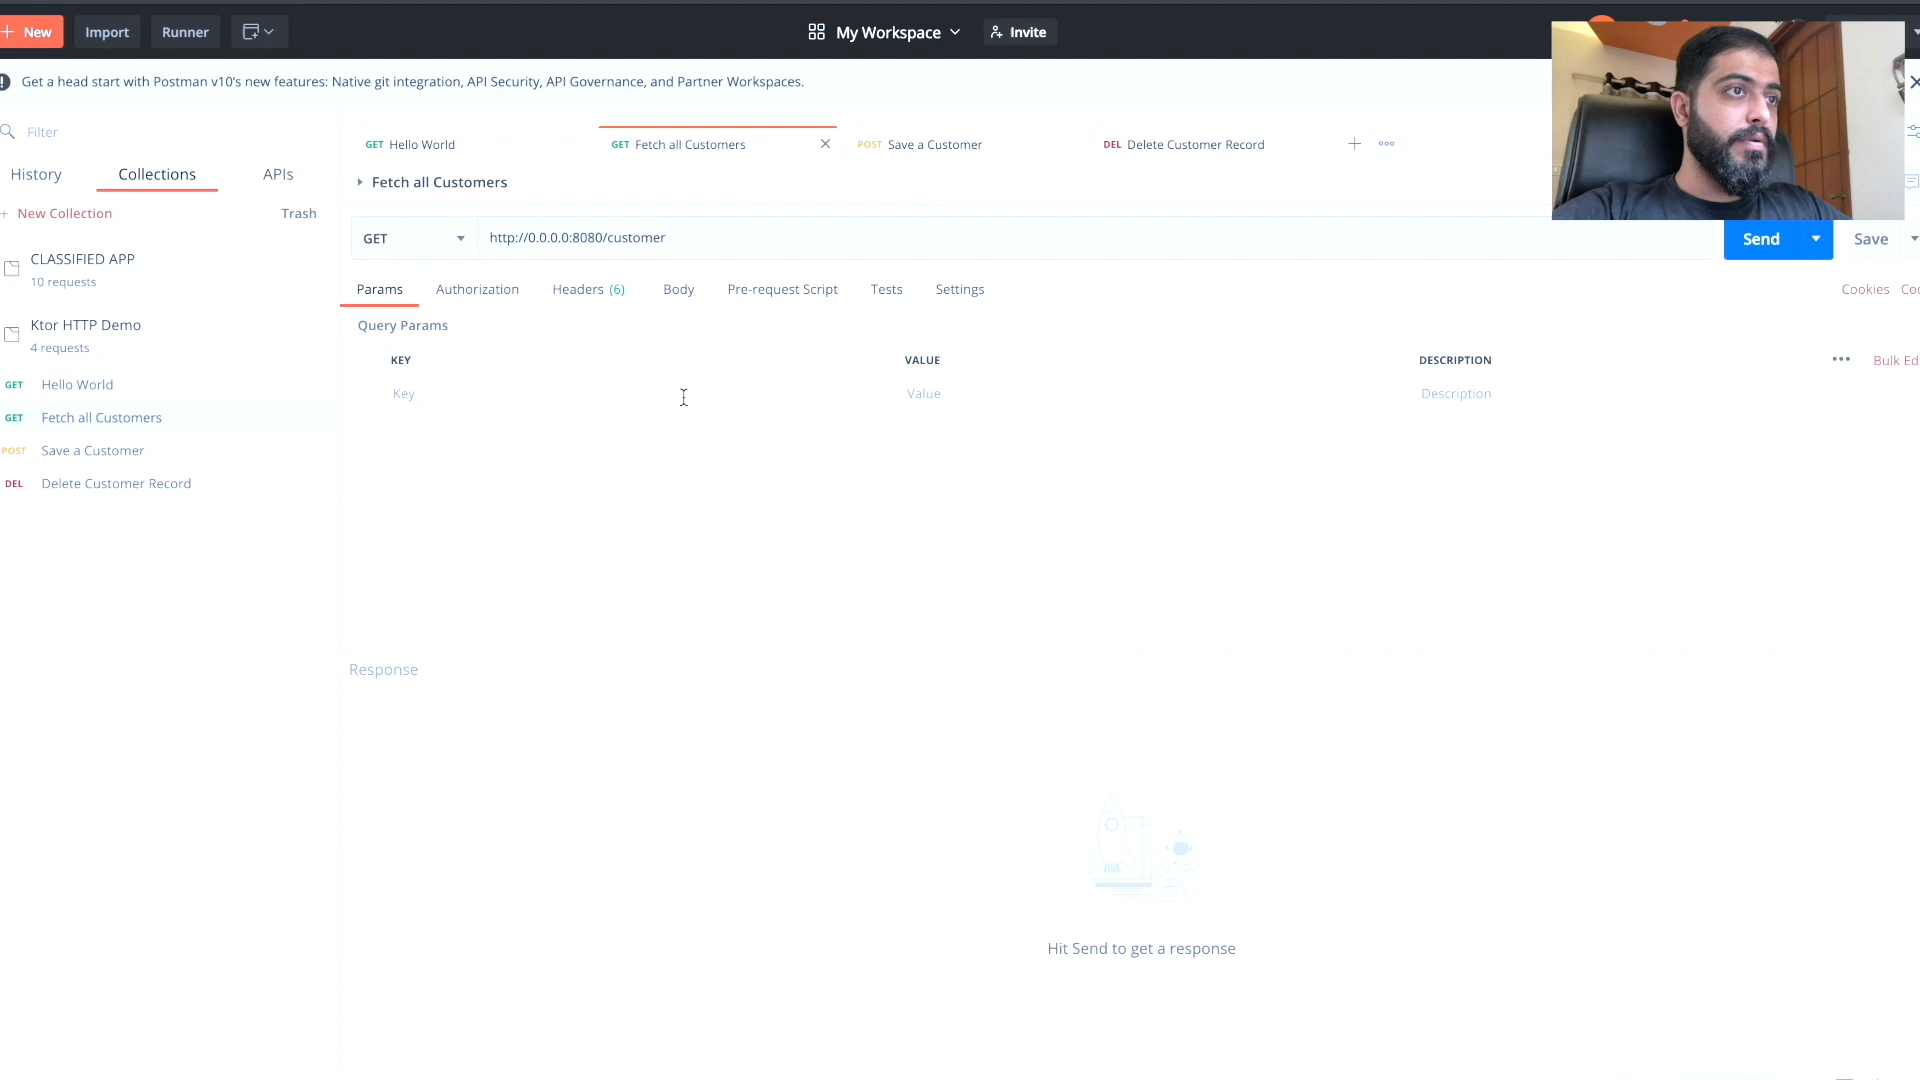 New
Import
Runner
My Workspace
Invite
Get a head start with Postman v10's new features: Native git integration, API Security, API Governance, and Partner Workspaces.
Filter
History
Collections
APIs
+ New Collection
Trash
CLASSIFIED APP
10 requests
Ktor HTTP Demo
4 requests
GET Hello World
GET Fetch all Customers
POST Save a Customer
DEL Delete Customer Record
GET Hello World
GET Fetch all Customers
POST Save a Customer
DEL Delete Customer Record
Fetch all Customers
GET
http://0.0.0.0:8080/customer
Send
Save
Params
Authorization
Headers (6)
Body
Pre-request Script
Tests
Settings
Cookies
Query Params
KEY
VALUE
DESCRIPTION
Bulk Ed
Key
Value
Description
Response
Hit Send to get a response